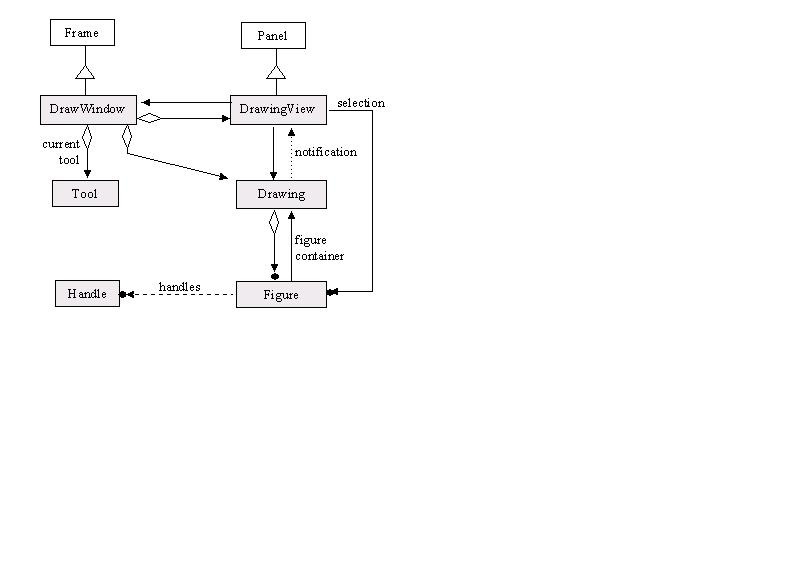 Frame
Panel
DrawWindow
DrawingView
selection
current
tool
notification
Tool
Drawing
figure
container
Handle
handles
Figure